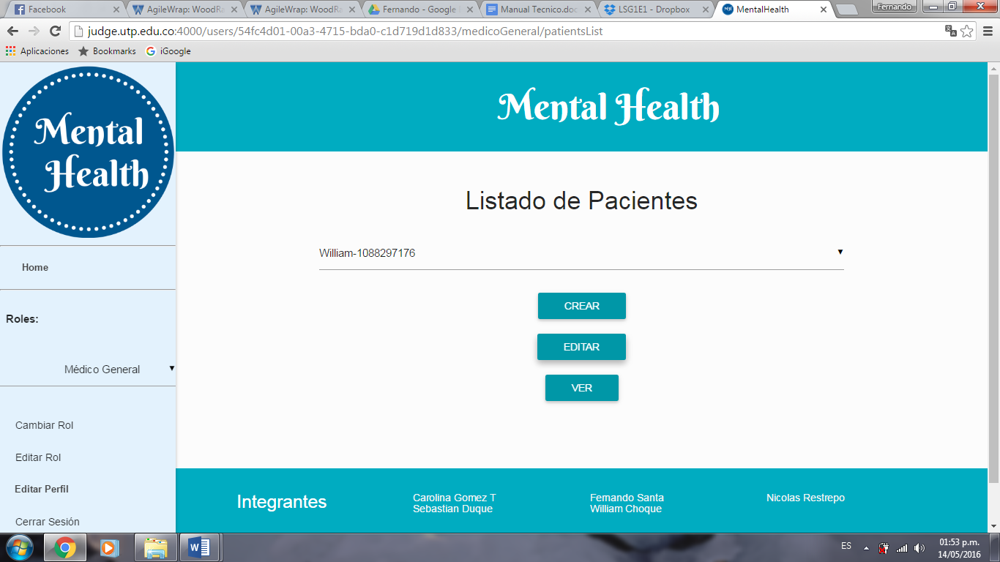 Facebook
AgileWrap: WoodRa
AgileWrap: WoodRa
Fernando - Google
Manual Tecnico.doc
LSG1E1 - Dropbox
MentalHealth
Fernando
judge.utp.edu.co:4000/users/54fc4d01-00a3-4715-bda0-c1d719d1d833/medicoGeneral/patientsList
Aplicaciones
Bookmarks
iGoogle
Mental
Health
Mental Health
Home
Roles:
Médico General
Cambiar Rol
Editar Rol
Editar Perfil
Cerrar Sesión
Listado de Pacientes
William-1088297176
CREAR
EDITAR
VER
Integrantes
Carolina Gomez T
Sebastian Duque
Fernando Santa
William Choque
Nicolas Restrepo
ES
01:53 p.m.
14/05/2016